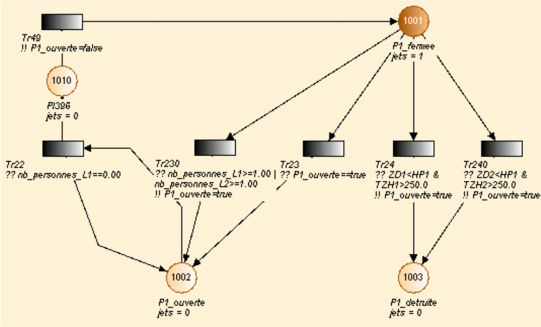 Tr49
!! P1_ouverte=false
1001
P1_fermee
jets = 1
1010
Pl386
jets = 0
Tr22
?? nb_personnes_L1==0.00
Tr230
?? nb_personnes_L1>=1.00 |
nb_personnes_L2>=1.00
!! P1_ouverte=true
Tr23
?? P1_ouverte==true
Tr24
?? ZD1<HP1 &
TZH1>250.0
!! P1_ouverte=true
Tr240
?? ZD2<HP1 &
TZH2>250.0
!! P1_ouverte=true
1002
P1_ouverte
jets = 0
1003
P1_detruite
jets = 0